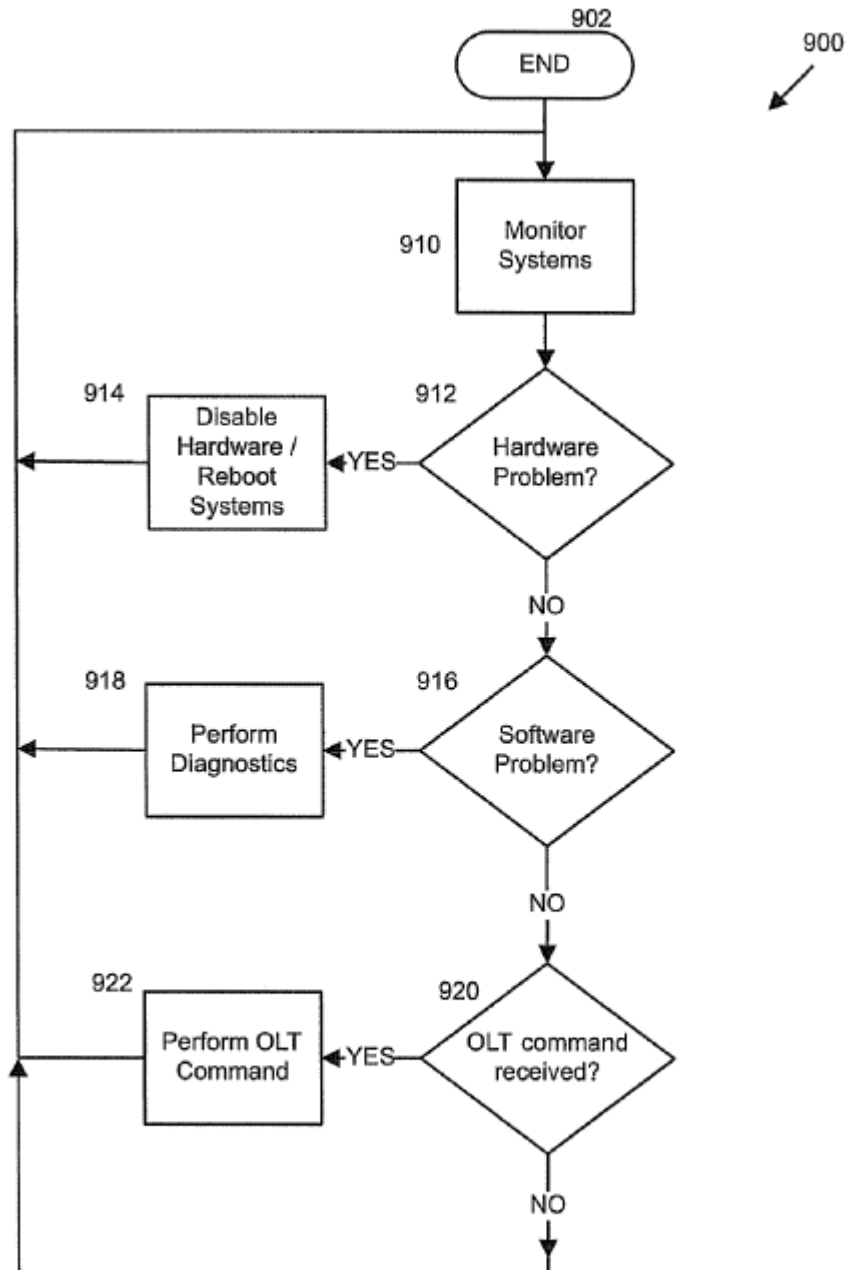 902
END
900
910
Monitor
Systems
914
Disable
Hardware /
Reboot
Systems
YES
912
Hardware
Problem?
NO
918
Perform
Diagnostics
YES
916
Software
Problem?
NO
922
Perform OLT
Command
YES
920
OLT command
received?
NO